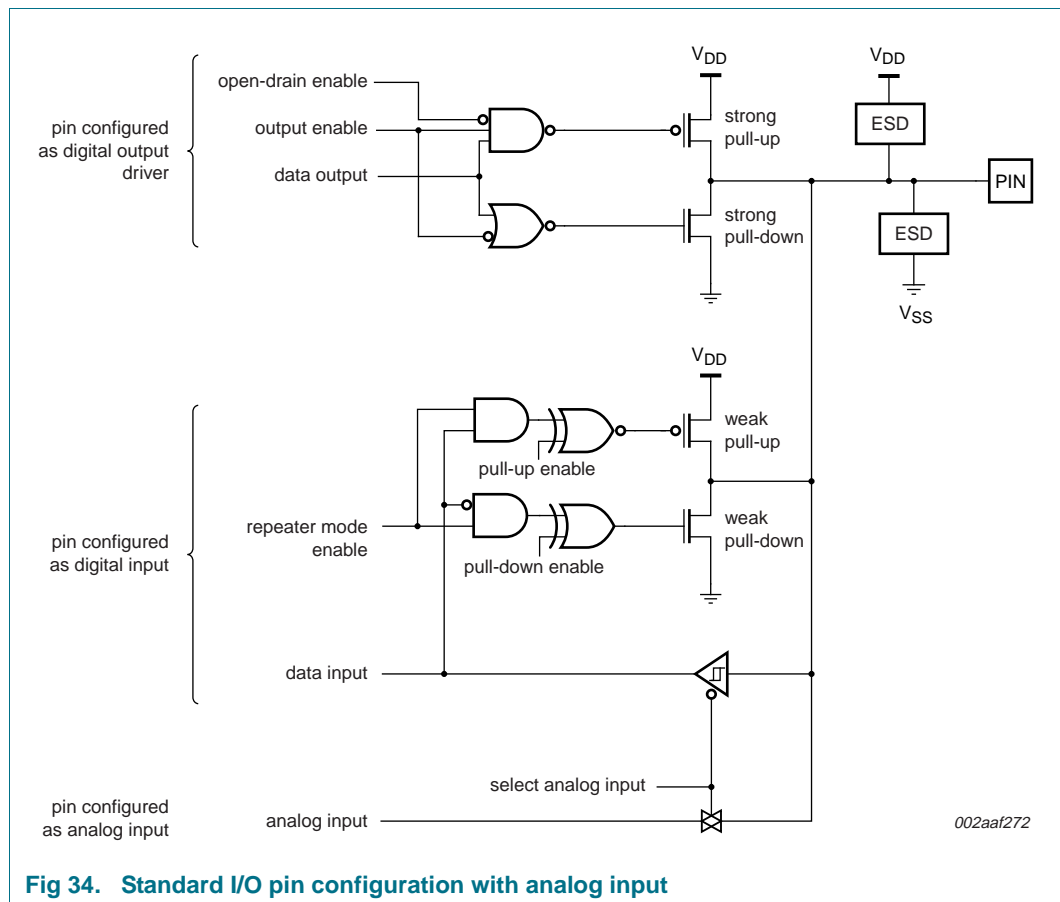 V_DD
V_DD
open-drain enable
strong
pull-up
ESD
pin configured
as digital output
driver
output enable
data output
PIN
strong
pull-down
ESD
V_SS
V_DD
weak
pull-up
pull-up enable
pin configured
as digital input
repeater mode
enable
weak
pull-down
pull-down enable
data input
select analog input
pin configured
as analog input
analog input
002aaf272
Fig 34. Standard I/O pin configuration with analog input